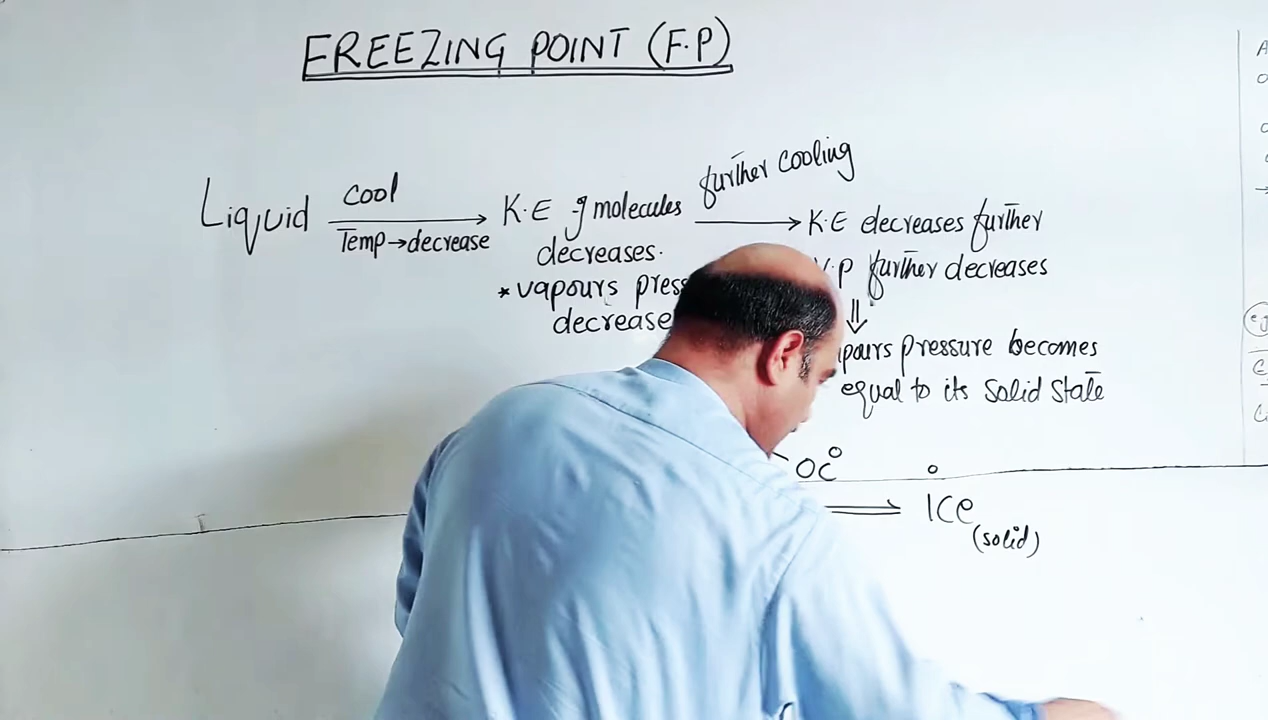 FREEZING POINT (F.P)
further cooling
Liquid cool K.E of molecules K.E decreases further
Temp→decrease decreases.
V.P further decreases
*vapours press
decrease
pours pressure becomes
equal to its solid state
0C°
Ice
(solid)